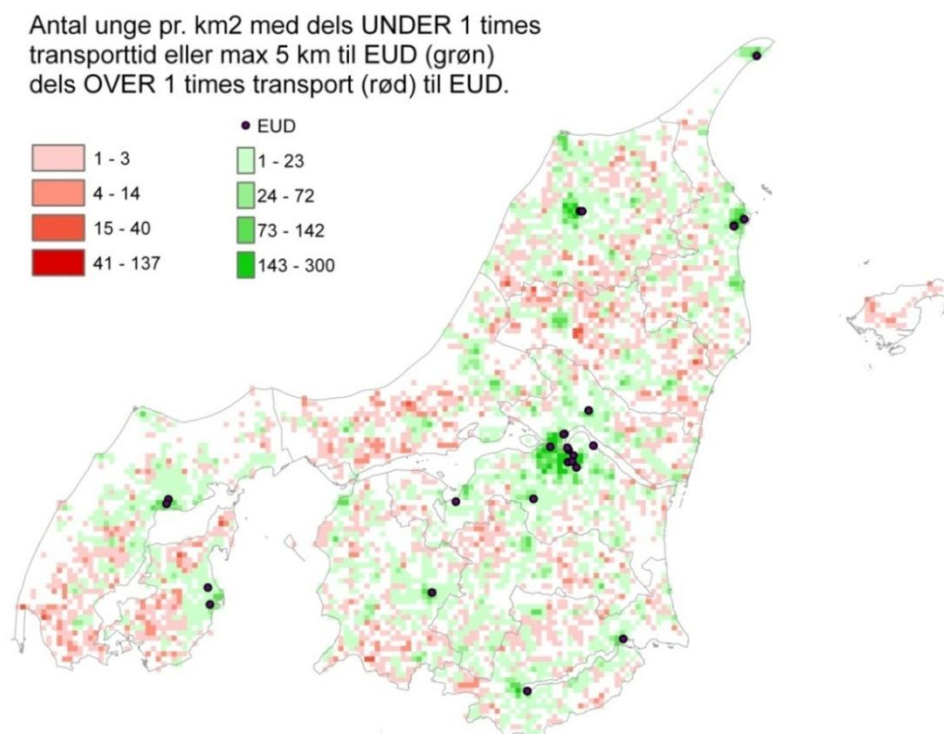 Antal unge pr. km2 med dels UNDER 1 times
transporttid eller max 5 km til EUD (grøn)
dels OVER 1 times transport (rød) til EUD.
EUD
1 - 3
1 - 23
4 - 14
24 - 72
15 - 40
73 - 142
41 - 137
143 - 300